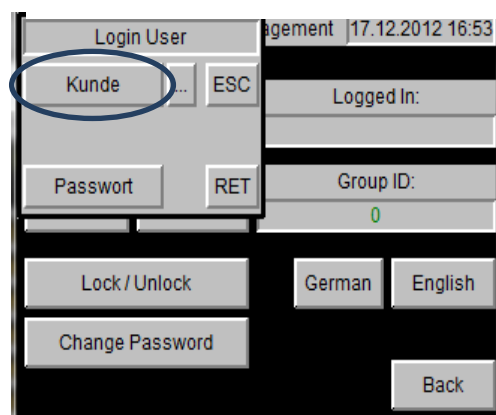 Login User
agement 17.12.2012 16:53
Kunde ... ESC
Logged In:
Passwort RET
Group ID:
0
Lock / Unlock German English
Change Password
Back